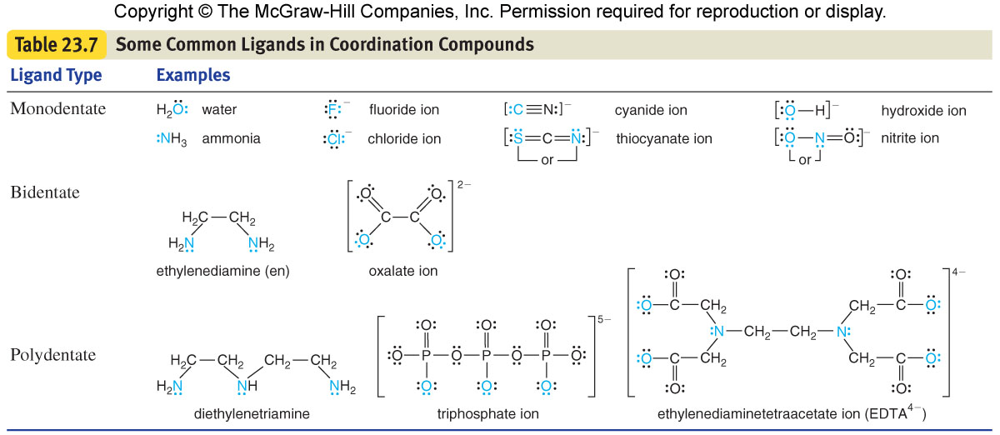 Copyright © The McGraw-Hill Companies, Inc. Permission required for reproduction or display.
Table 23.7 Some Common Ligands in Coordination Compounds
Ligand Type Examples
Monodentate H₂Ö: water :F:⁻ fluoride ion [:C≡N:]⁻ cyanide ion [:O—H]⁻ hydroxide ion
:NH₃ ammonia :Cl:⁻ chloride ion [:S=C=N:]⁻ thiocyanate ion [:O—N=O:]⁻ nitrite ion
or or
Bidentate
H₂C—CH₂
H₂N NH₂
ethylenediamine (en)
:O: :O: 2−
C—C
:O: :O:
oxalate ion
Polydentate
H₂C—CH₂ CH₂—CH₂
H₂N NH NH₂
diethylenetriamine
:O: :O: :O: 5−
:O—P—O—P—O—P—O:
:O: :O: :O:
triphosphate ion
:O: :O: 4−
:O—C—CH₂ CH₂—C—O:
:N—CH₂—CH₂—N:
:O—C—CH₂ CH₂—C—O:
:O: :O:
ethylenediaminetetraacetate ion (EDTA⁴⁻)